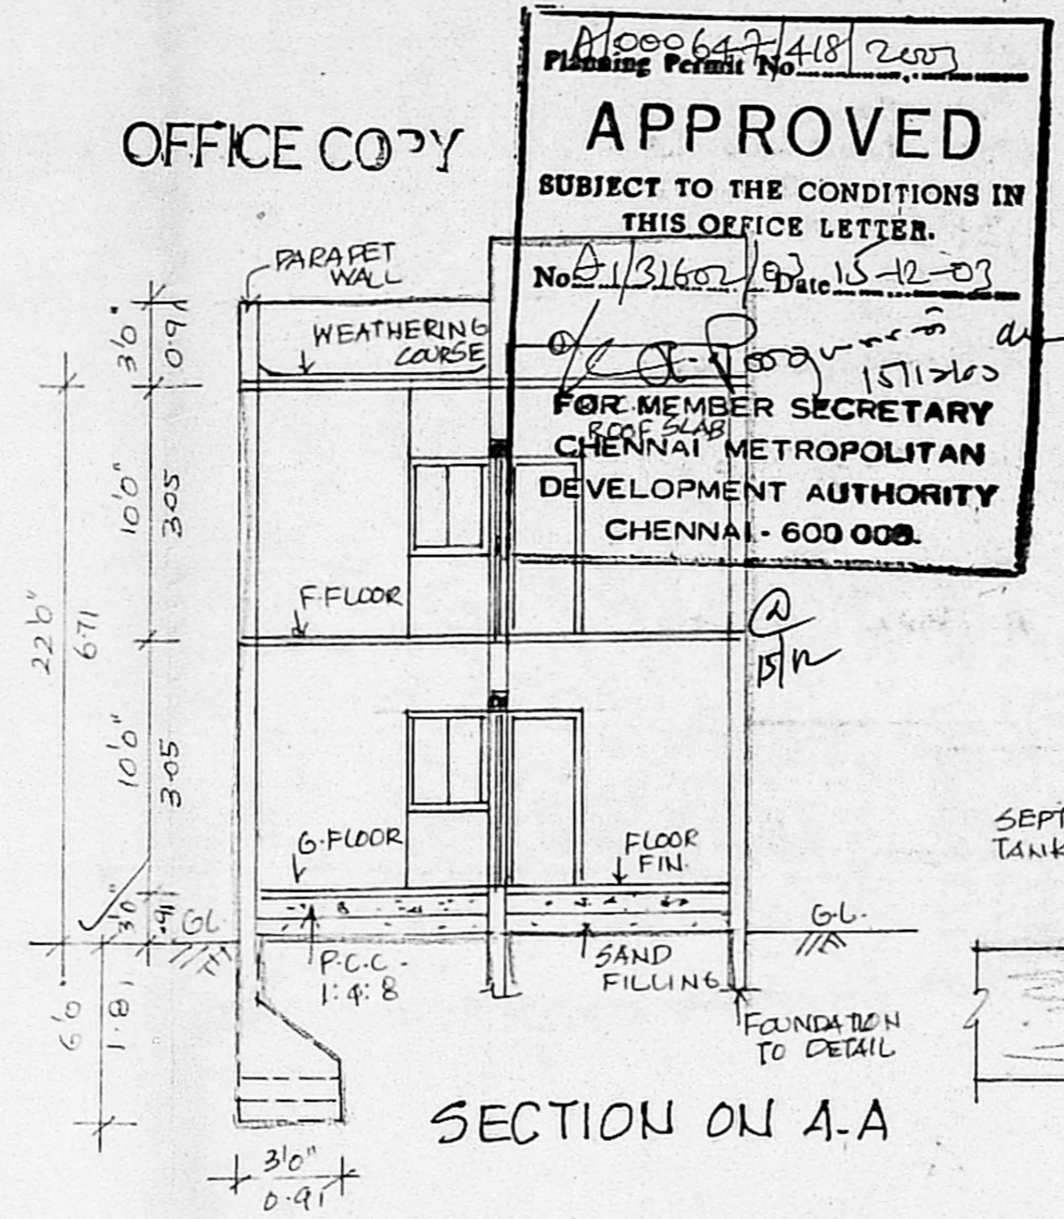 OFFICE COPY
A/000647/418/2003
Planning Permit No
APPROVED
SUBJECT TO THE CONDITIONS IN
THIS OFFICE LETTER.
No A1/31602/03 Date 15-12-03
15/12/03
FOR MEMBER SECRETARY
CHENNAI METROPOLITAN
DEVELOPMENT AUTHORITY
CHENNAI - 600 008.
15/12
PARAPET
WALL
WEATHERING
COURSE
ROOF SLAB
3'0"
0.91
10'0"
3.05
F.FLOOR
22'6"
6.71
10'0"
3.05
G.FLOOR
FLOOR
FIN.
3'0"
.91
GL
G.L.
P.C.C.
1:4:8
SAND
FILLING
6'0
1.81
FOUNDATION
TO DETAIL
SEPT
TANK
SECTION ON A-A
3'0"
0.91